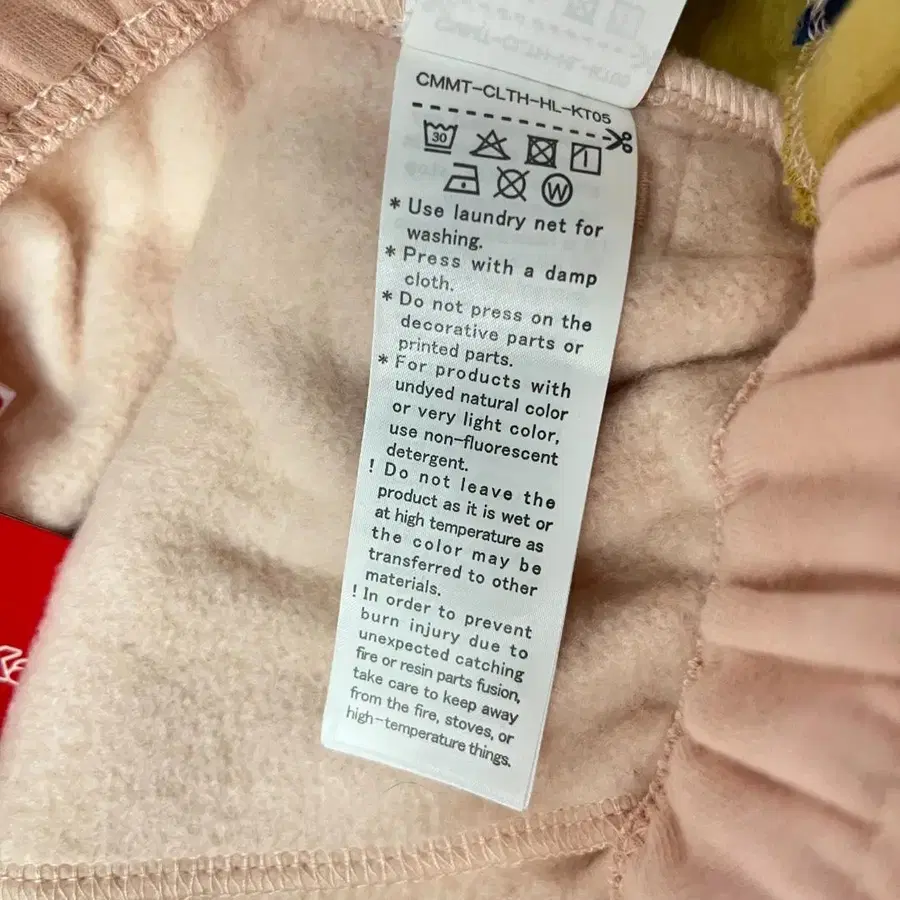 CMMT-CLTH-HL-KT05
30
W
* Use laundry net for
washing.
* Press with a damp
cloth.
* Do not press on the
decorative parts or
printed parts.
* For products with
undyed natural color
or very light color,
use non-fluorescent
detergent.
! Do not leave the
product as it is wet or
at high temperature as
the color may be
transferred to other
materials.
! In order to prevent
burn injury due to
unexpected catching
fire or resin parts fusion,
take care to keep away
from the fire, stoves, or
high-temperature things.